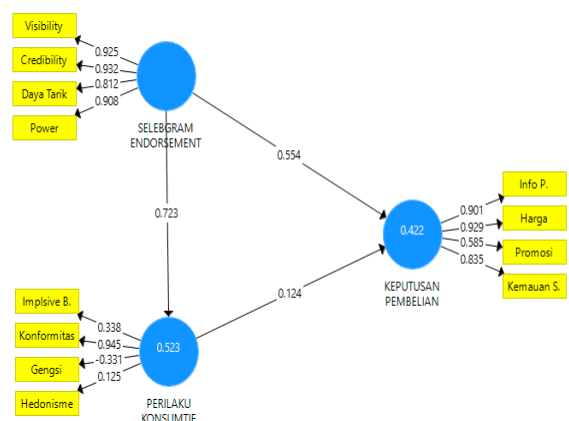 Visibility
Credibility
Daya Tarik
Power
0.925
0.932
0.812
0.908
SELEBGRAM
ENDORSEMENT
0.554
0.723
0.124
Info P.
Harga
Promosi
Kemauan S.
0.901
0.929
0.585
0.835
0.422
KEPUTUSAN
PEMBELIAN
Implsive B.
Konformitas
Gengsi
Hedonisme
0.338
0.945
-0.331
0.125
0.523
PERILAKU
KONSUMTIF